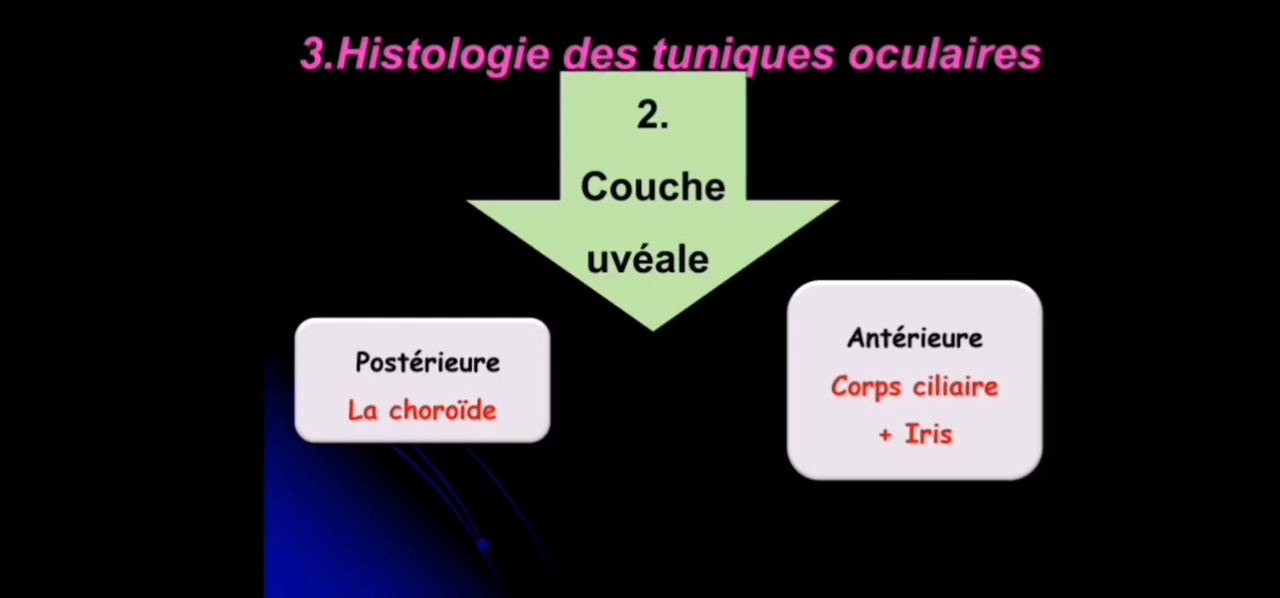 3.Histologie des tuniques oculaires
2.
Couche
uvéale
Postérieure
La choroïde
Antérieure
Corps ciliaire
+ Iris